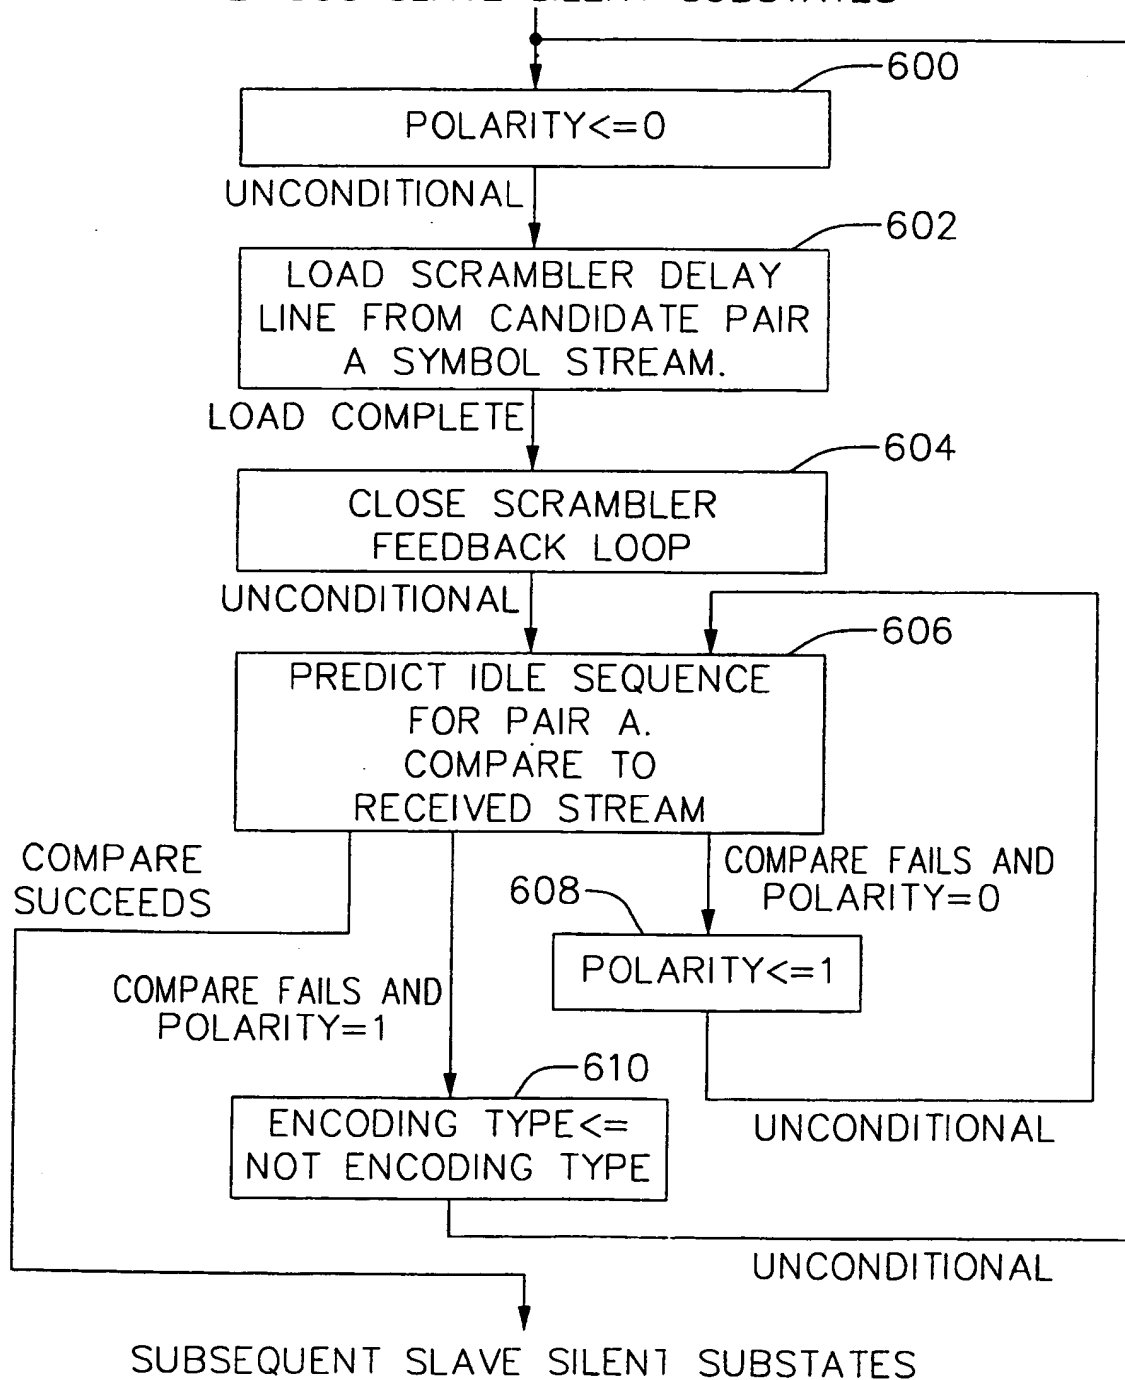 SLAVE SILENT SUBSTATES
600
POLARITY<=0
UNCONDITIONAL
602
LOAD SCRAMBLER DELAY
LINE FROM CANDIDATE PAIR
A SYMBOL STREAM.
LOAD COMPLETE
604
CLOSE SCRAMBLER
FEEDBACK LOOP
UNCONDITIONAL
606
PREDICT IDLE SEQUENCE
FOR PAIR A.
COMPARE TO
RECEIVED STREAM
COMPARE
SUCCEEDS
COMPARE FAILS AND
POLARITY=0
608
POLARITY<=1
COMPARE FAILS AND
POLARITY=1
610
ENCODING TYPE<=
NOT ENCODING TYPE
UNCONDITIONAL
UNCONDITIONAL
SUBSEQUENT SLAVE SILENT SUBSTATES